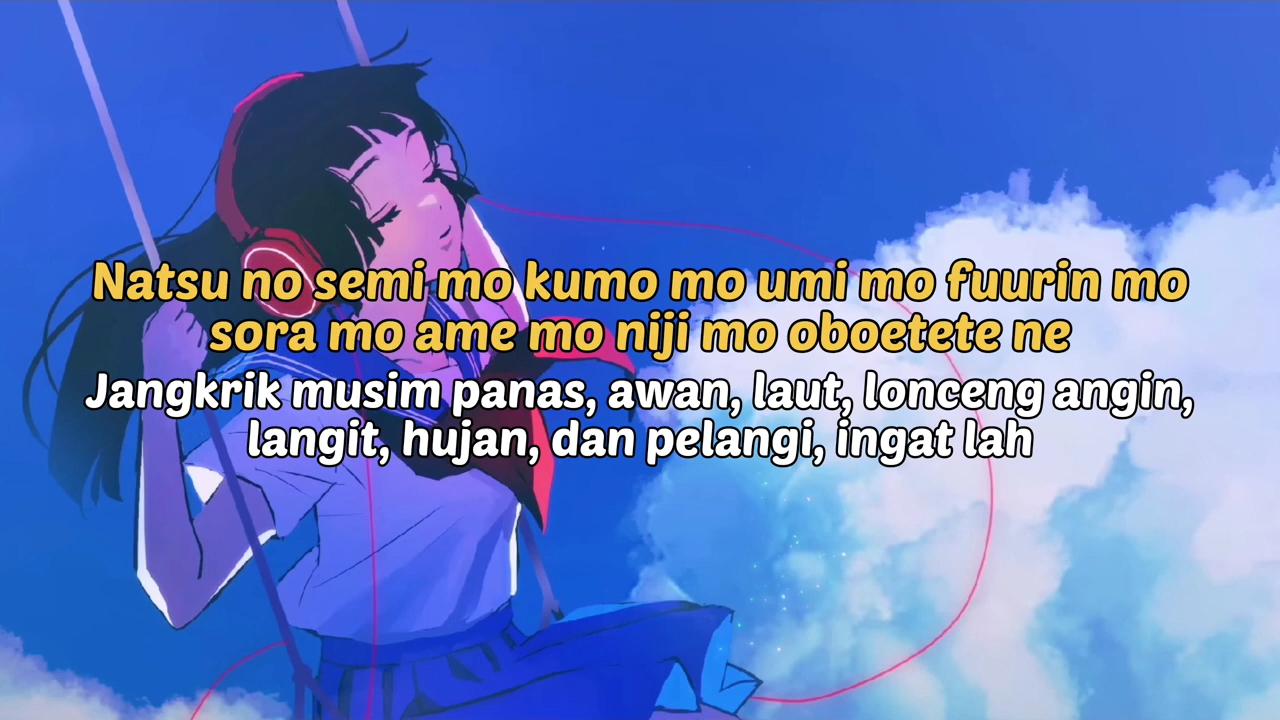 Natsu no semi mo kumo mo umi mo fuurin mo
sora mo ame mo niji mo oboetete ne
Jangkrik musim panas, awan, laut, lonceng angin,
langit, hujan, dan pelangi, ingat lah